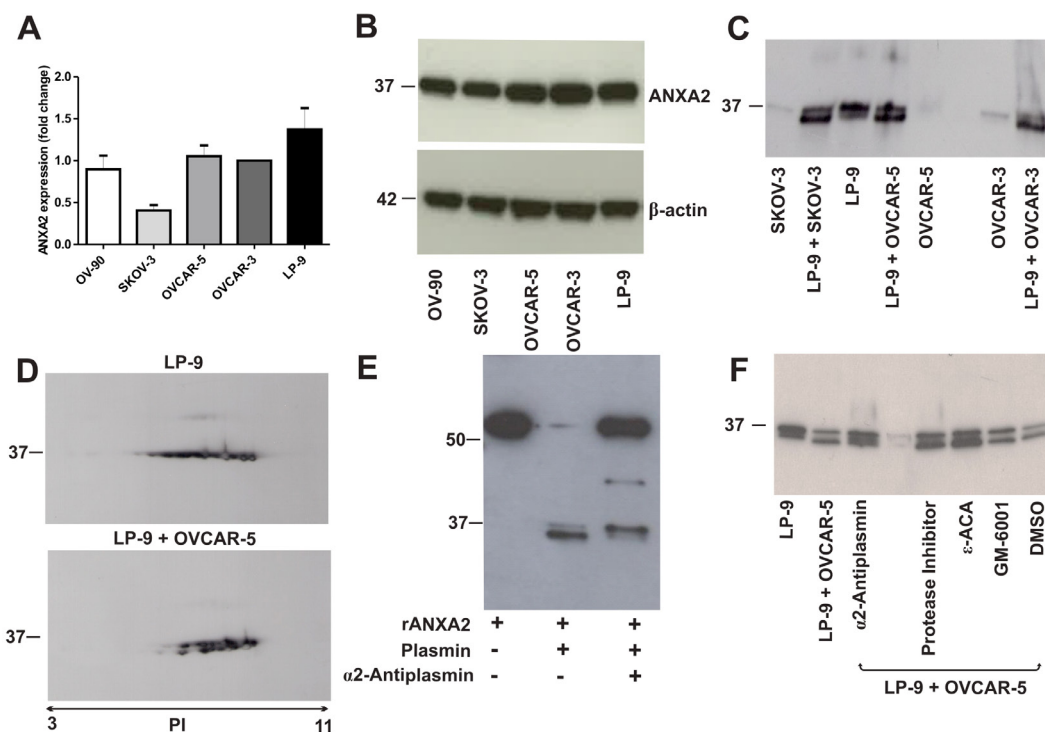 A
ANXA2 expression (fold change)
2.0
1.5
1.0
0.5
0.0
OV-90
SKOV-3
OVCAR-5
OVCAR-3
LP-9
B
37
ANXA2
42
β-actin
OV-90
SKOV-3
OVCAR-5
OVCAR-3
LP-9
C
37
SKOV-3
LP-9 + SKOV-3
LP-9
LP-9 + OVCAR-5
OVCAR-5
OVCAR-3
LP-9 + OVCAR-3
D
LP-9
37
LP-9 + OVCAR-5
37
3
PI
11
E
50
37
rANXA2 + + +
Plasmin - + +
α2-Antiplasmin - - +
F
37
LP-9
LP-9 + OVCAR-5
α2-Antiplasmin
Protease Inhibitor
ε-ACA
GM-6001
DMSO
LP-9 + OVCAR-5